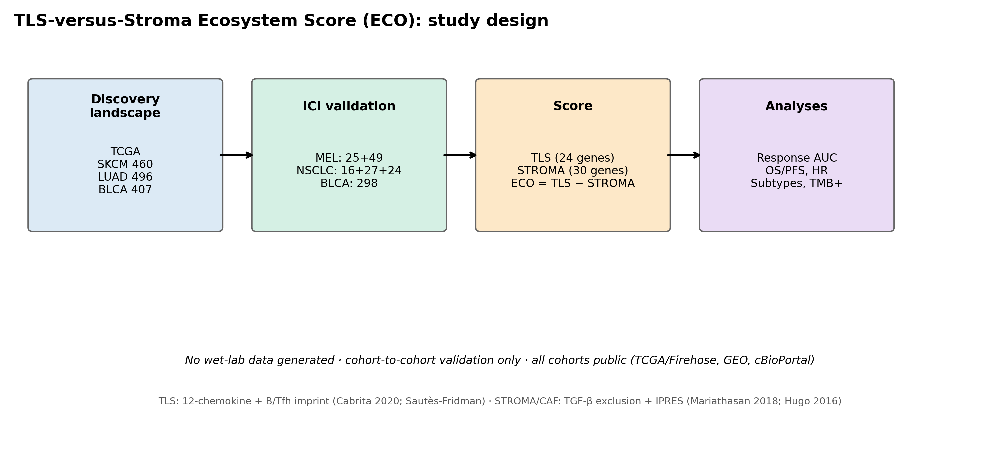 TLS-versus-Stroma Ecosystem Score (ECO): study design
Discovery
landscape
TCGA
SKCM 460
LUAD 496
BLCA 407
ICI validation
MEL: 25+49
NSCLC: 16+27+24
BLCA: 298
Score
TLS (24 genes)
STROMA (30 genes)
ECO = TLS − STROMA
Analyses
Response AUC
OS/PFS, HR
Subtypes, TMB+
No wet-lab data generated · cohort-to-cohort validation only · all cohorts public (TCGA/Firehose, GEO, cBioPortal)
TLS: 12-chemokine + B/Tfh imprint (Cabrita 2020; Sautès-Fridman) · STROMA/CAF: TGF-β exclusion + IPRES (Mariathasan 2018; Hugo 2016)